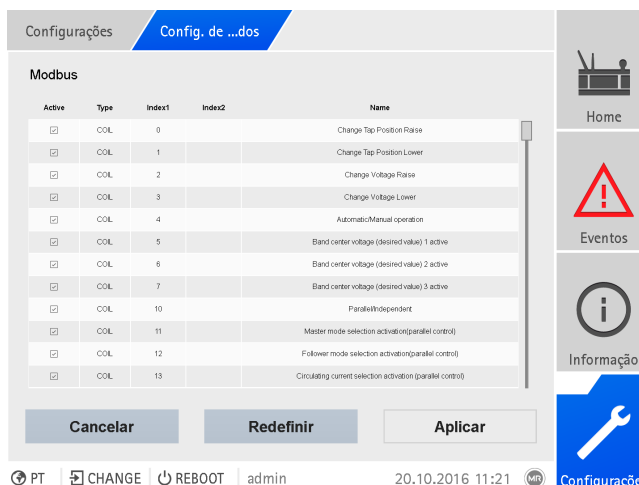 Configurações Config. de ...dos
Modbus
Active Type Index1 Index2 Name
COIL 0 Change Tap Position Raise
COIL 1 Change Tap Position Lower
COIL 2 Change Voltage Raise
COIL 3 Change Voltage Lower
COIL 4 Automatic/Manual operation
COIL 5 Band center voltage (desired value) 1 active
COIL 6 Band center voltage (desired value) 2 active
COIL 7 Band center voltage (desired value) 3 active
COIL 10 Parallel/Independent
COIL 11 Master mode selection activation(parallel control)
COIL 12 Follower mode selection activation(parallel control)
COIL 13 Circulating current selection activation (parallel control)
Cancelar Redefinir Aplicar
PT CHANGE REBOOT admin 20.10.2016 11:21 MR
Home
Eventos
Informação
Configuraçõe